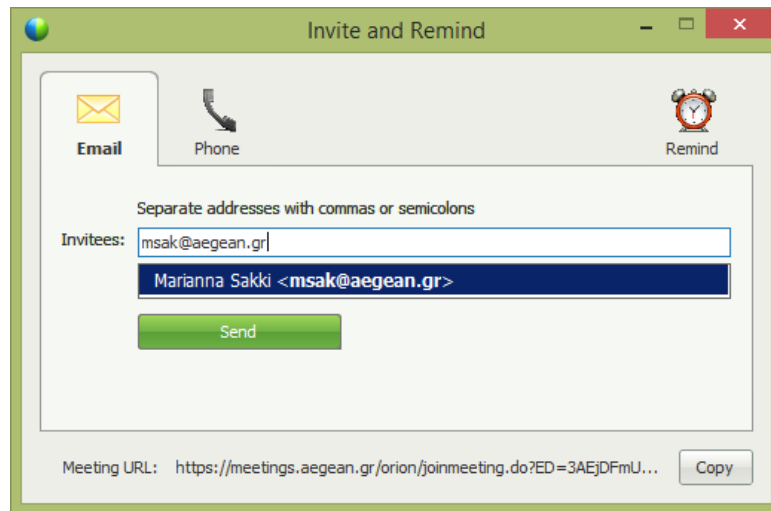 Invite and Remind
Email
Phone
Remind
Separate addresses with commas or semicolons
Invitees: msak@aegean.gr
Marianna Sakki <msak@aegean.gr>
Send
Meeting URL: https://meetings.aegean.gr/orion/joinmeeting.do?ED=3AEjDFmU... Copy